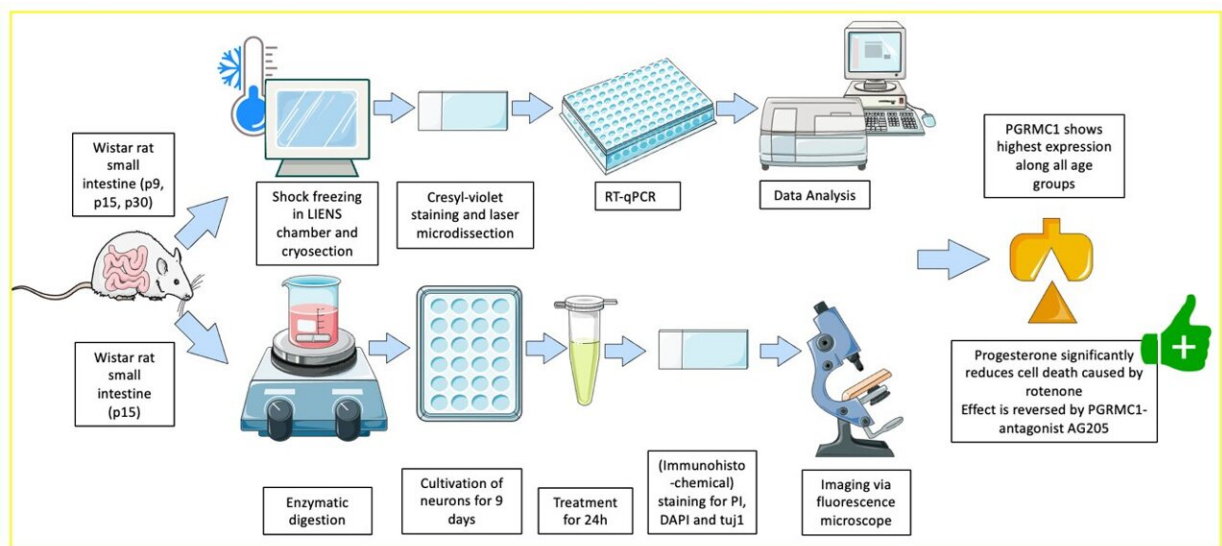 Wistar rat
small
intestine (p9,
p15, p30)
Shock freezing
in LIENS
chamber and
cryosection
Cresyl-violet
staining and laser
microdissection
RT-qPCR
Data Analysis
PGRMC1 shows
highest expression
along all age
groups
Wistar rat
small
intestine
(p15)
Enzymatic
digestion
Cultivation of
neurons for 9
days
Treatment
for 24h
(Immunohisto
-chemical)
staining for PI,
DAPI and tuj1
Imaging via
fluorescence
microscope
Progesterone significantly
reduces cell death caused by
rotenone
Effect is reversed by PGRMC1-
antagonist AG205